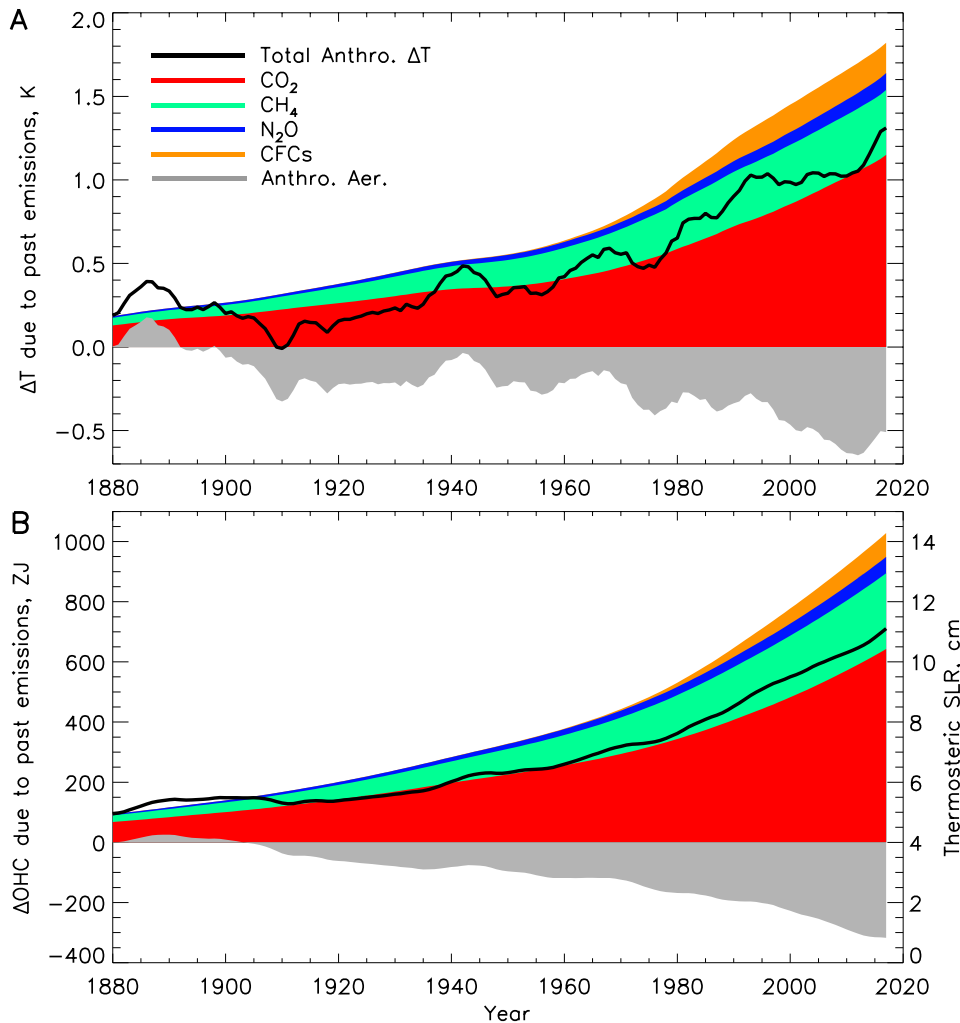 A
2.0
1.5
1.0
0.5
0.0
−0.5
ΔT due to past emissions, K
Total Anthro. ΔT
CO₂
CH₄
N₂O
CFCs
Anthro. Aer.
1880 1900 1920 1940 1960 1980 2000 2020
B
1000
800
600
400
200
0
−200
−400
ΔOHC due to past emissions, ZJ
14
12
10
8
6
4
2
0
Thermosteric SLR, cm
1880 1900 1920 1940 1960 1980 2000 2020
Year